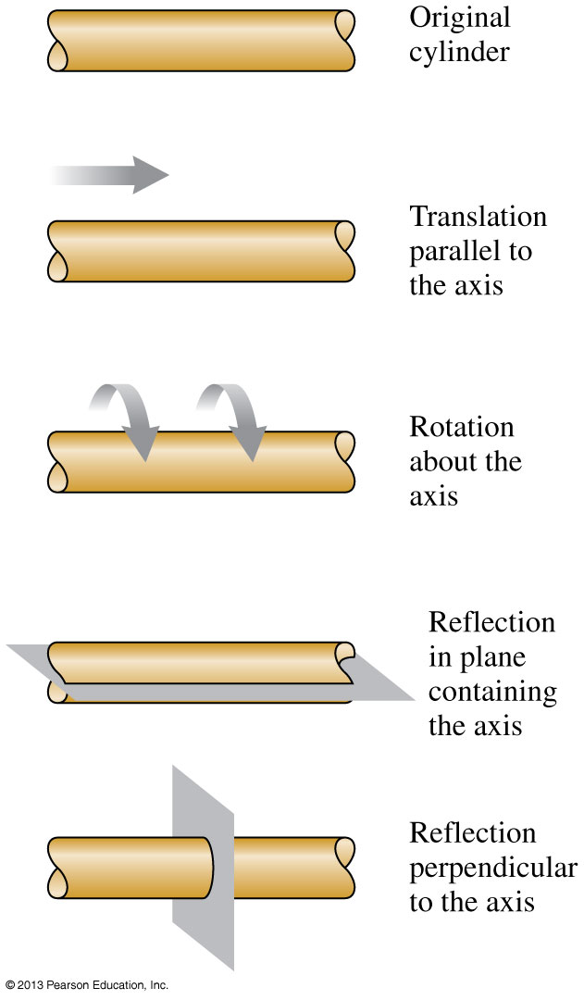 Original
cylinder
Translation
parallel to
the axis
Rotation
about the
axis
Reflection
in plane
containing
the axis
Reflection
perpendicular
to the axis
© 2013 Pearson Education, Inc.